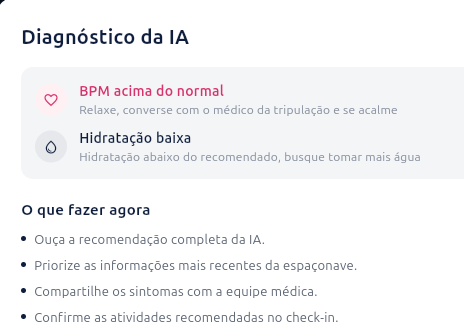 Diagnóstico da IA
BPM acima do normal
Relaxe, converse com o médico da tripulação e se acalme
Hidratação baixa
Hidratação abaixo do recomendado, busque tomar mais água
O que fazer agora
• Ouça a recomendação completa da IA.
• Priorize as informações mais recentes da espaçonave.
• Compartilhe os sintomas com a equipe médica.
• Confirme as atividades recomendadas no check-in.